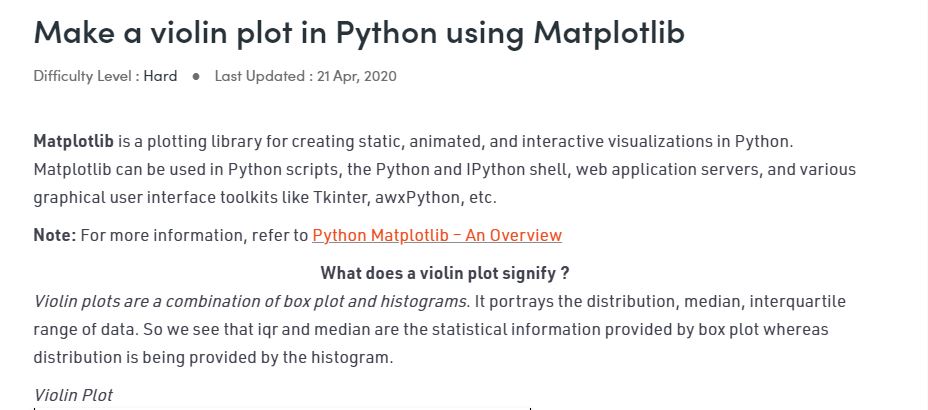 Make a violin plot in Python using Matplotlib
Difficulty Level : Hard ● Last Updated : 21 Apr, 2020
Matplotlib is a plotting library for creating static, animated, and interactive visualizations in Python.
Matplotlib can be used in Python scripts, the Python and IPython shell, web application servers, and various
graphical user interface toolkits like Tkinter, awxPython, etc.
Note: For more information, refer to Python Matplotlib – An Overview
What does a violin plot signify ?
Violin plots are a combination of box plot and histograms. It portrays the distribution, median, interquartile
range of data. So we see that iqr and median are the statistical information provided by box plot whereas
distribution is being provided by the histogram.
Violin Plot